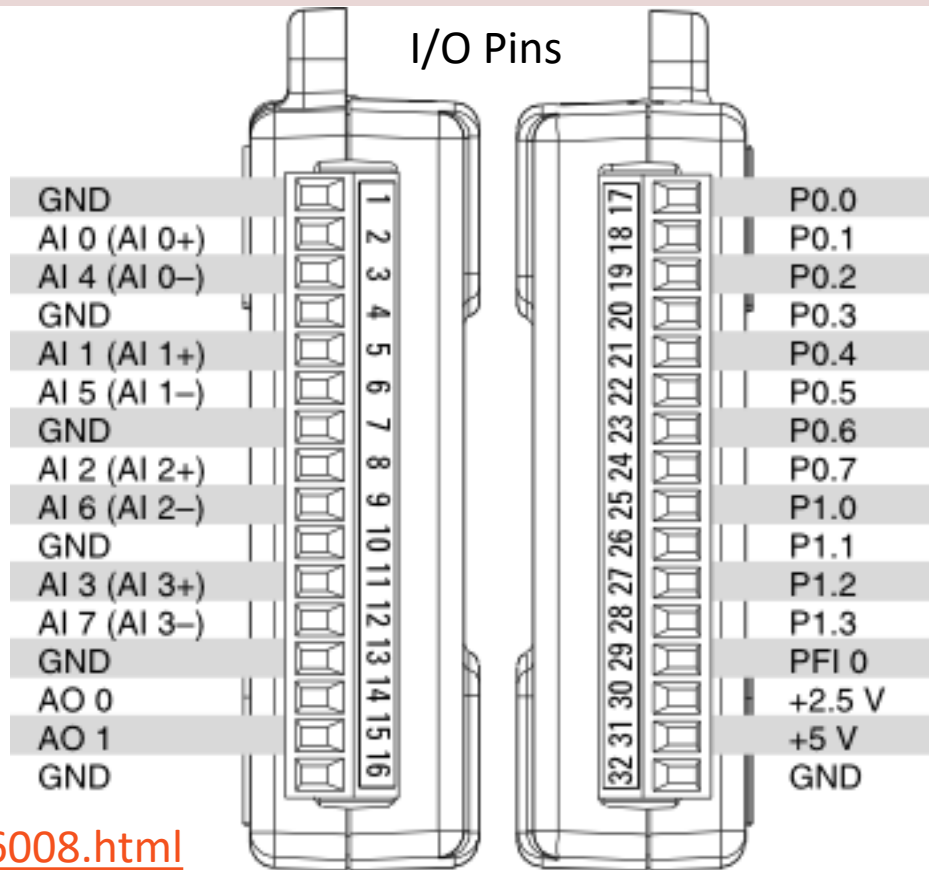 I/O Pins
GND 1 17 P0.0
AI 0 (AI 0+) 2 18 P0.1
AI 4 (AI 0–) 3 19 P0.2
GND 4 20 P0.3
AI 1 (AI 1+) 5 21 P0.4
AI 5 (AI 1–) 6 22 P0.5
GND 7 23 P0.6
AI 2 (AI 2+) 8 24 P0.7
AI 6 (AI 2–) 9 25 P1.0
GND 10 26 P1.1
AI 3 (AI 3+) 11 27 P1.2
AI 7 (AI 3–) 12 28 P1.3
GND 13 29 PFI 0
AO 0 14 30 +2.5 V
AO 1 15 31 +5 V
GND 16 32 GND
6008.html